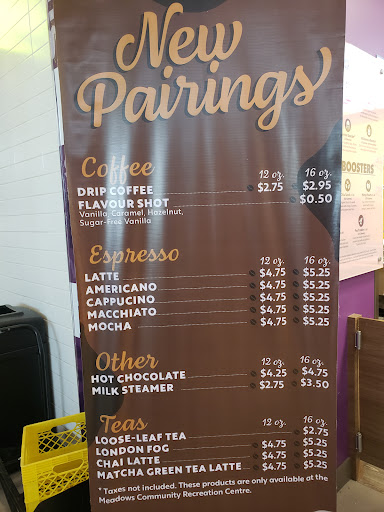 New
Pairings
Coffee 12 oz. 16 oz.
DRIP COFFEE $2.75 $2.95
FLAVOUR SHOT $0.50
Vanilla, Caramel, Hazelnut,
Sugar-Free Vanilla
Espresso 12 oz. 16 oz.
LATTE $4.75 $5.25
AMERICANO $4.75 $5.25
CAPPUCINO $4.75 $5.25
MACCHIATO $4.75 $5.25
MOCHA $4.75 $5.25
Other 12 oz. 16 oz.
HOT CHOCOLATE $4.25 $4.75
MILK STEAMER $2.75 $3.50
Teas 12 oz. 16 oz.
LOOSE-LEAF TEA $2.75
LONDON FOG $4.75 $5.25
CHAI LATTE $4.75 $5.25
MATCHA GREEN TEA LATTE $4.75 $5.25
* Taxes not included. These products are only available at the
Meadows Community Recreation Centre.
BOOSTERS